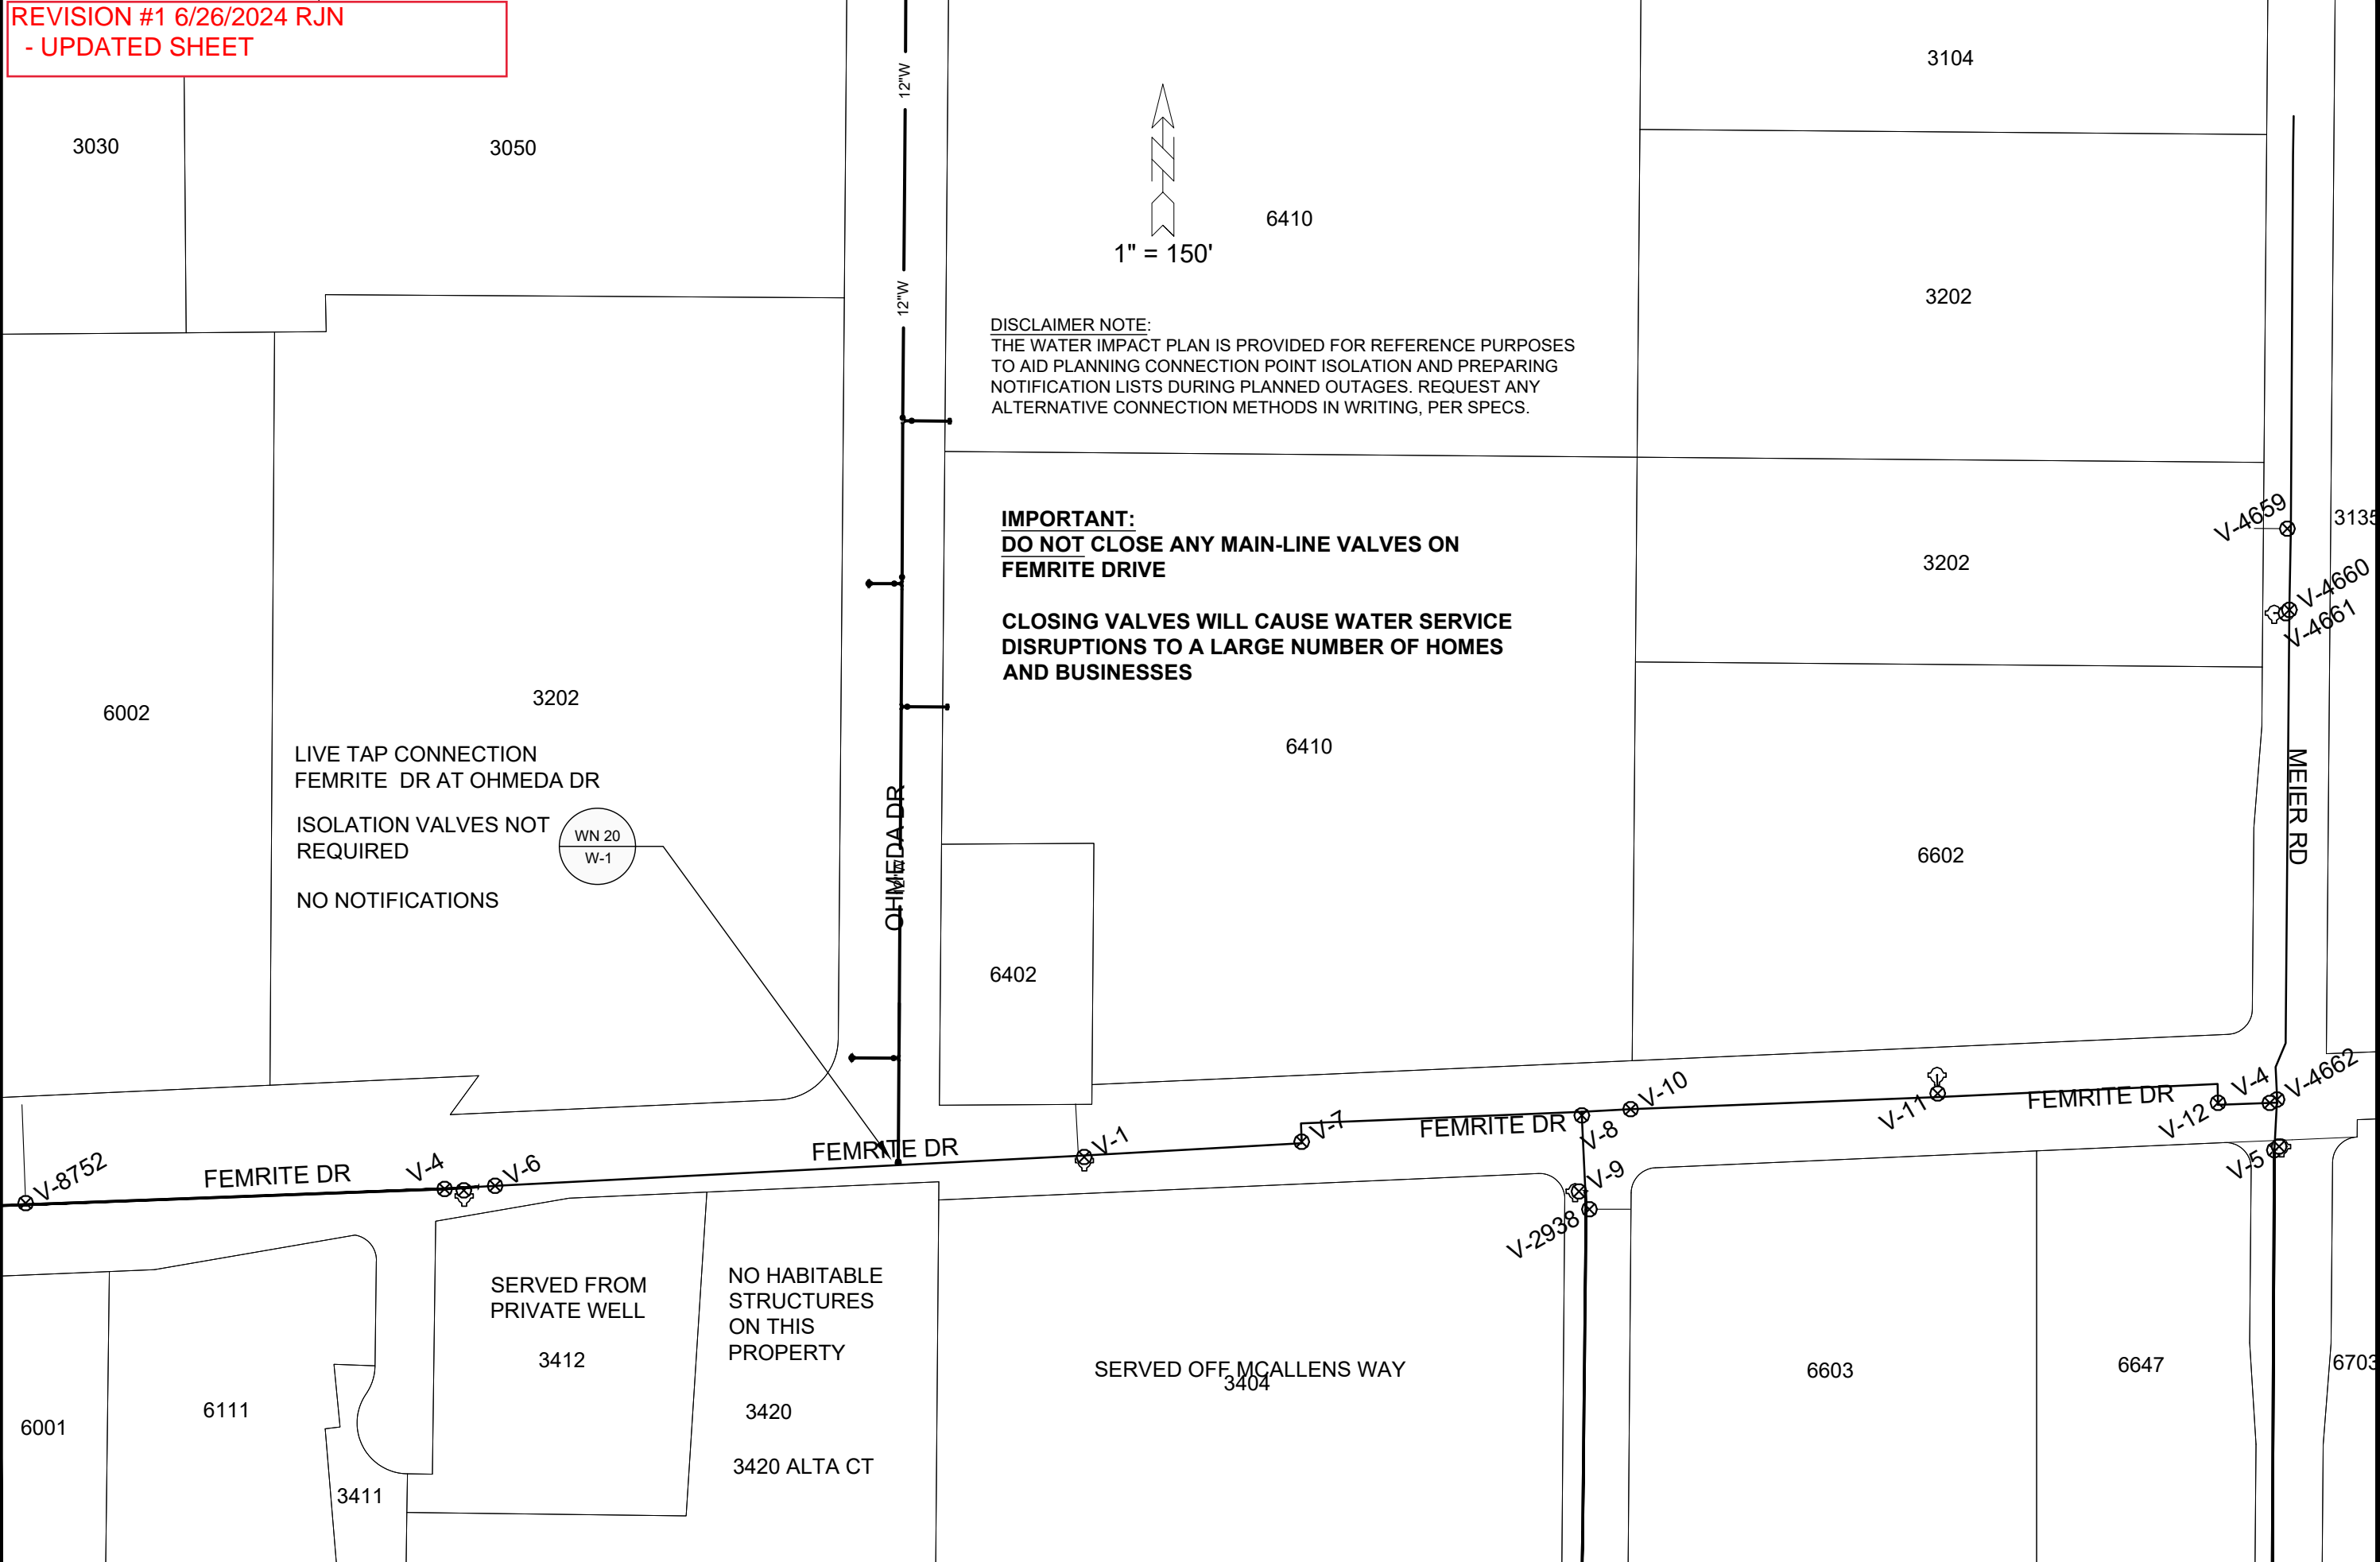 REVISION #1 6/26/2024 RJN
- UPDATED SHEET
3030
3050
12"W
12"W
6410
1" = 150'
3104
3202
DISCLAIMER NOTE:
THE WATER IMPACT PLAN IS PROVIDED FOR REFERENCE PURPOSES
TO AID PLANNING CONNECTION POINT ISOLATION AND PREPARING
NOTIFICATION LISTS DURING PLANNED OUTAGES. REQUEST ANY
ALTERNATIVE CONNECTION METHODS IN WRITING, PER SPECS.
IMPORTANT:
DO NOT CLOSE ANY MAIN-LINE VALVES ON
FEMRITE DRIVE
CLOSING VALVES WILL CAUSE WATER SERVICE
DISRUPTIONS TO A LARGE NUMBER OF HOMES
AND BUSINESSES
V-4659
3135
3202
V-4660
V-4661
6002
3202
6410
LIVE TAP CONNECTION
FEMRITE DR AT OHMEDA DR
ISOLATION VALVES NOT
REQUIRED
NO NOTIFICATIONS
WN 20
W-1
OHMEDA DR
12"W
MEIER RD
6602
6402
V-8752
FEMRITE DR
V-4
V-6
FEMRITE DR
V-1
V-7
FEMRITE DR
V-8
V-10
V-11
FEMRITE DR
V-12
V-4
V-4662
V-9
V-2938
V-5
SERVED FROM
PRIVATE WELL
3412
NO HABITABLE
STRUCTURES
ON THIS
PROPERTY
3420
3420 ALTA CT
SERVED OFF MCALLENS WAY
3404
6603
6647
6703
6001
6111
3411